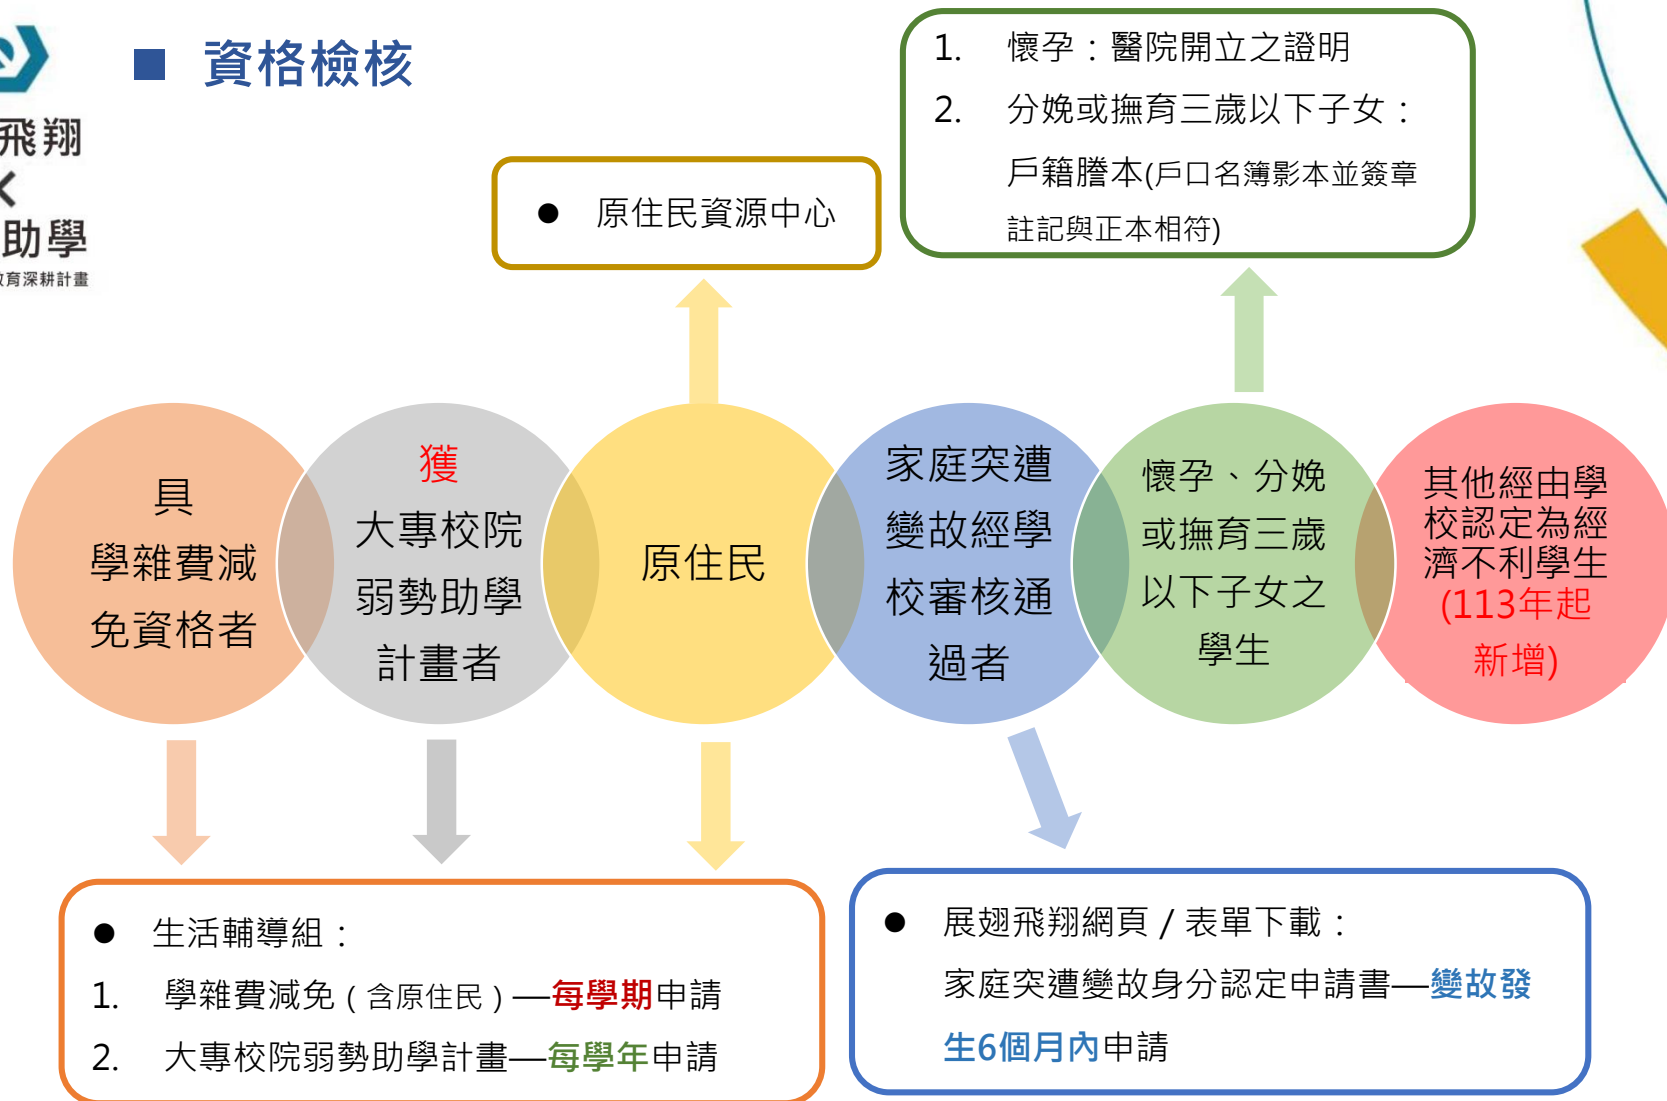 飛翔
助學
教育深耕計畫
■ 資格檢核
1. 懷孕：醫院開立之證明
2. 分娩或撫育三歲以下子女：
戶籍謄本(戶口名簿影本並簽章
註記與正本相符)
● 原住民資源中心
具
學雜費減
免資格者
獲
大專校院
弱勢助學
計畫者
原住民
家庭突遭
變故經學
校審核通
過者
懷孕、分娩
或撫育三歲
以下子女之
學生
其他經由學
校認定為經
濟不利學生
(113年起
新增)
● 生活輔導組：
1. 學雜費減免（含原住民）—每學期申請
2. 大專校院弱勢助學計畫—每學年申請
● 展翅飛翔網頁／表單下載：
家庭突遭變故身分認定申請書—變故發
生6個月內申請